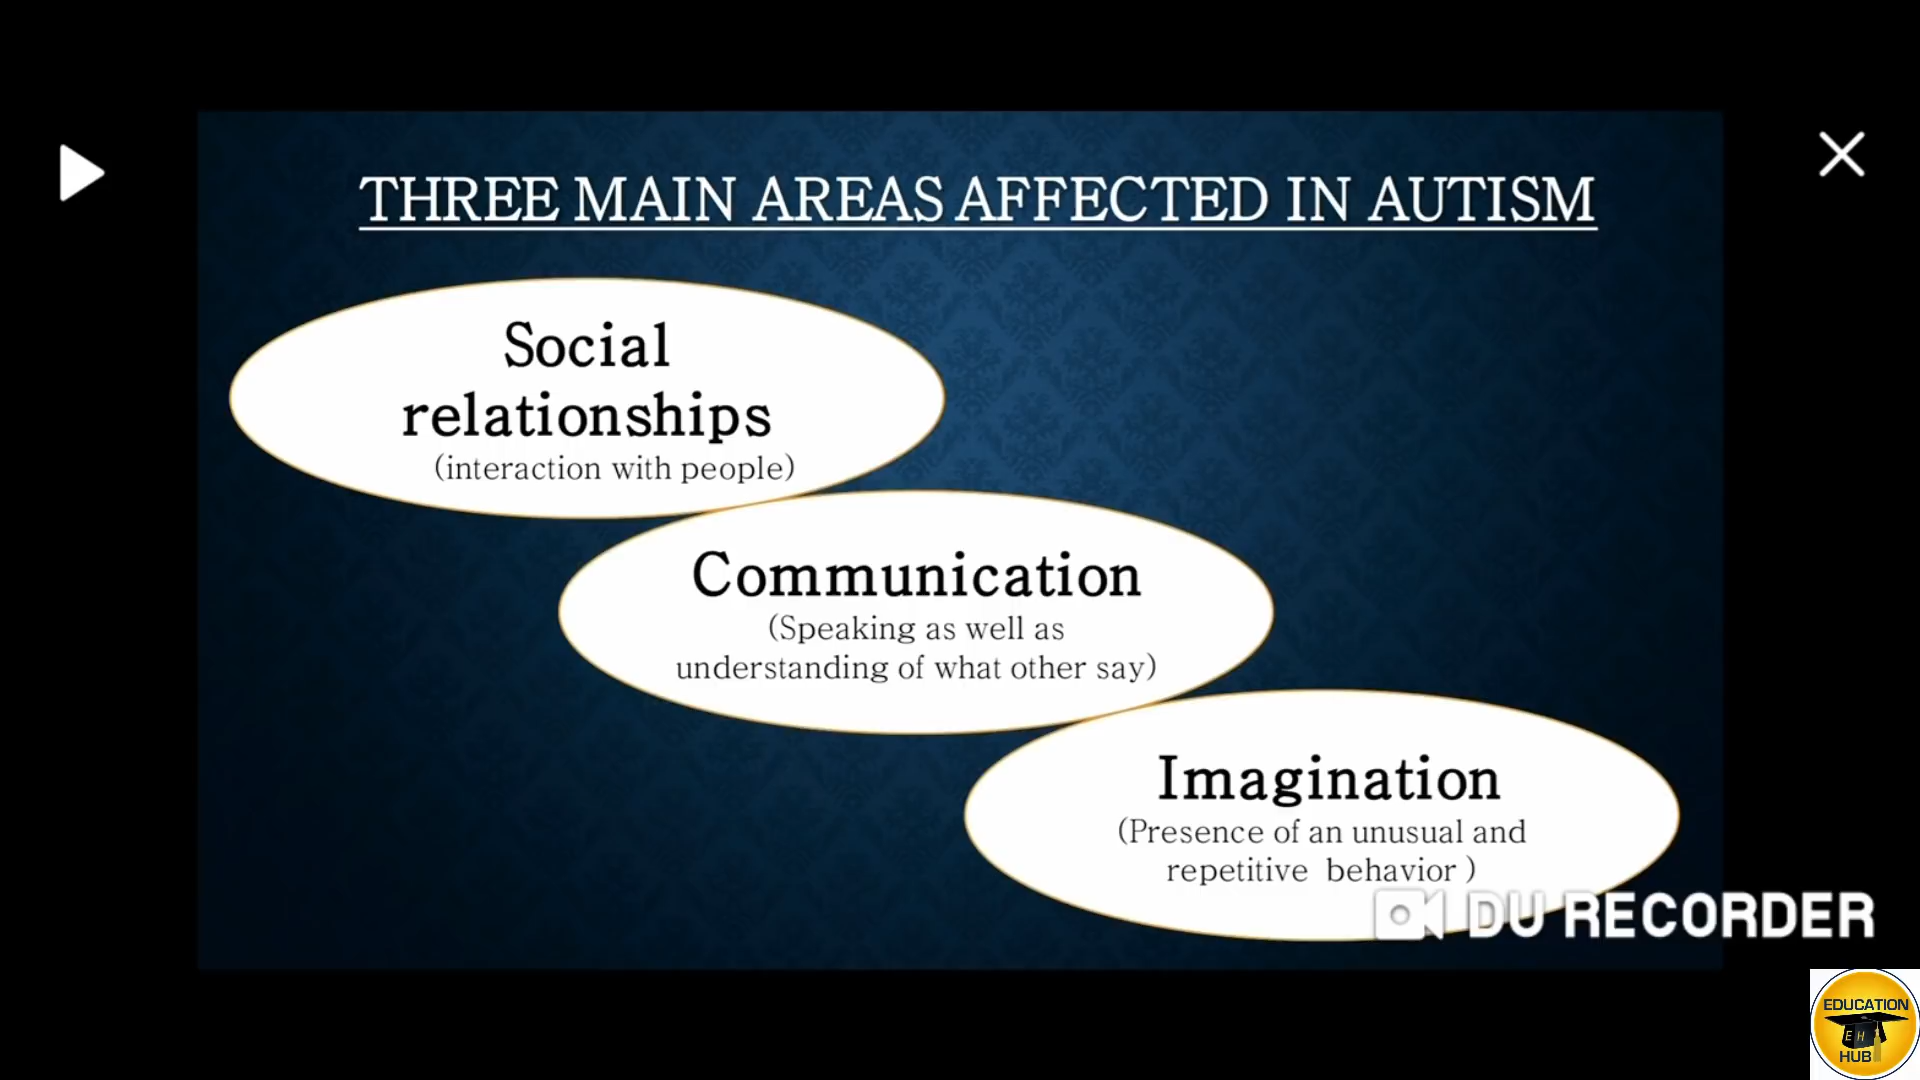 THREE MAIN AREAS AFFECTED IN AUTISM
Social
relationships
(interaction with people)
Communication
(Speaking as well as
understanding of what other say)
Imagination
(Presence of an unusual and
repetitive behavior )
DU RECORDER
EDUCATION
E H
HUB